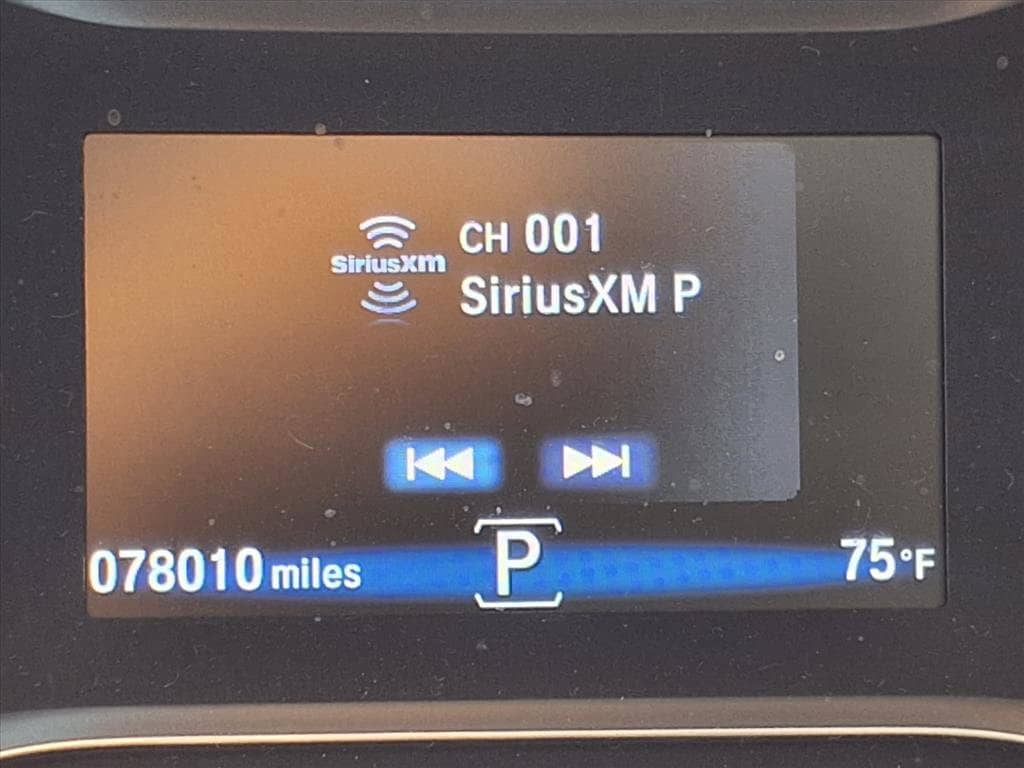 SiriusXM
CH 001
SiriusXM P
P
078010 miles
75°F